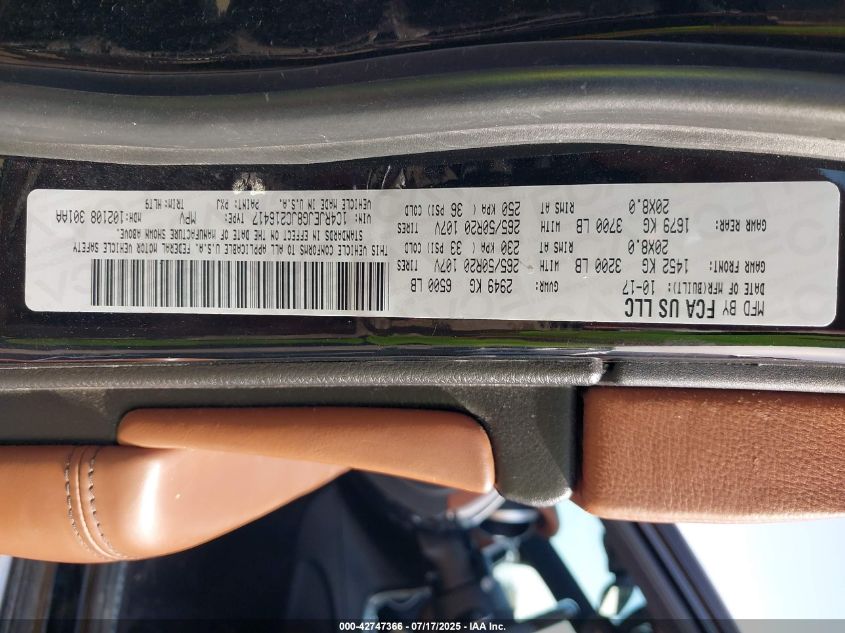 MFD BY FCA US LLC
DATE OF MFR(BUILT): 10-17 GVWR: 2949 KG 6500 LB
GAWR FRONT: 1452 KG 3200 LB WITH 265/50R20 107V TIRES
20X8.0 RIMS AT 230 KPA ( 33 PSI) COLD
GAWR REAR: 1679 KG 3700 LB WITH 265/50R20 107V TIRES
20X8.0 RIMS AT 250 KPA ( 36 PSI) COLD
THIS VEHICLE CONFORMS TO ALL APPLICABLE U.S.A. FEDERAL MOTOR VEHICLE SAFETY
STANDARDS IN EFFECT ON THE DATE OF MANUFACTURE SHOWN ABOVE.
VIN: 1C4RJEJG8JC216417 TYPE: MPV MDH:102108 301AA
VEHICLE MADE IN U.S.A. PAINT: PXJ TRIM:HLT9
000-42747366 - 07/17/2025 - IAA Inc.